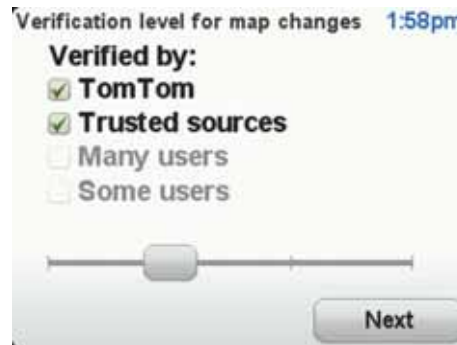 Verification level for map changes 1:58pm
Verified by:
TomTom
Trusted sources
Many users
Some users
Next